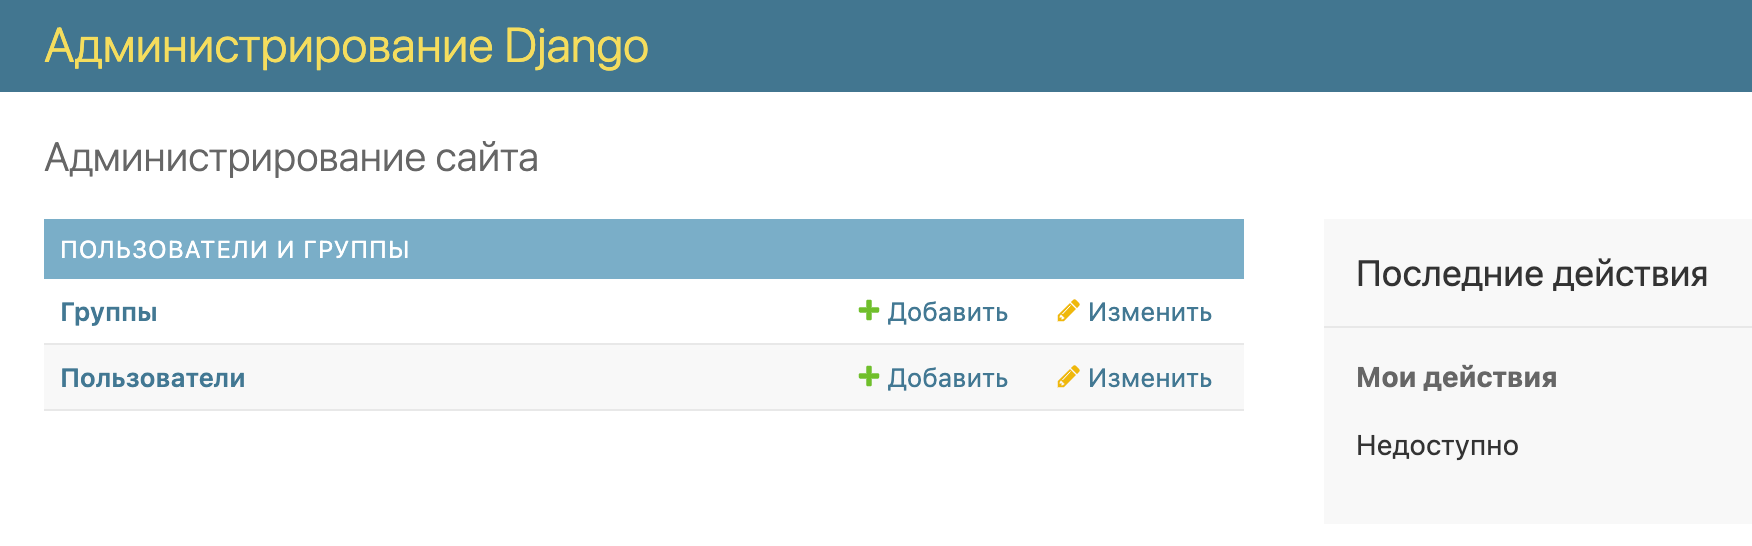 Администрирование Django
Администрирование сайта
ПОЛЬЗОВАТЕЛИ И ГРУППЫ
Группы Добавить Изменить
Пользователи Добавить Изменить
Последние действия
Мои действия
Недоступно